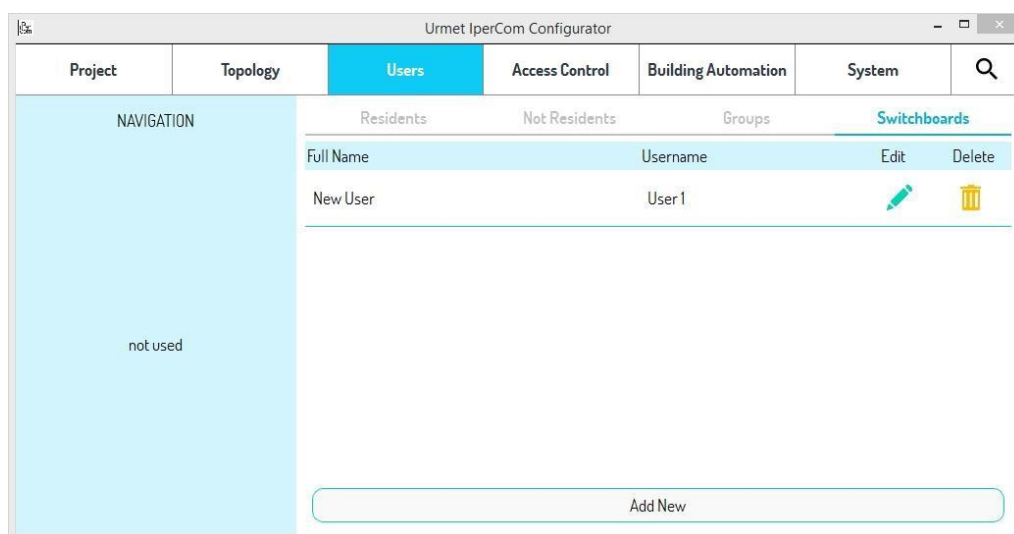 Urmet IperCom Configurator
Project Topology Users Access Control Building Automation System
NAVIGATION
Residents Not Residents Groups Switchboards
Full Name Username Edit Delete
New User User 1
not used
Add New